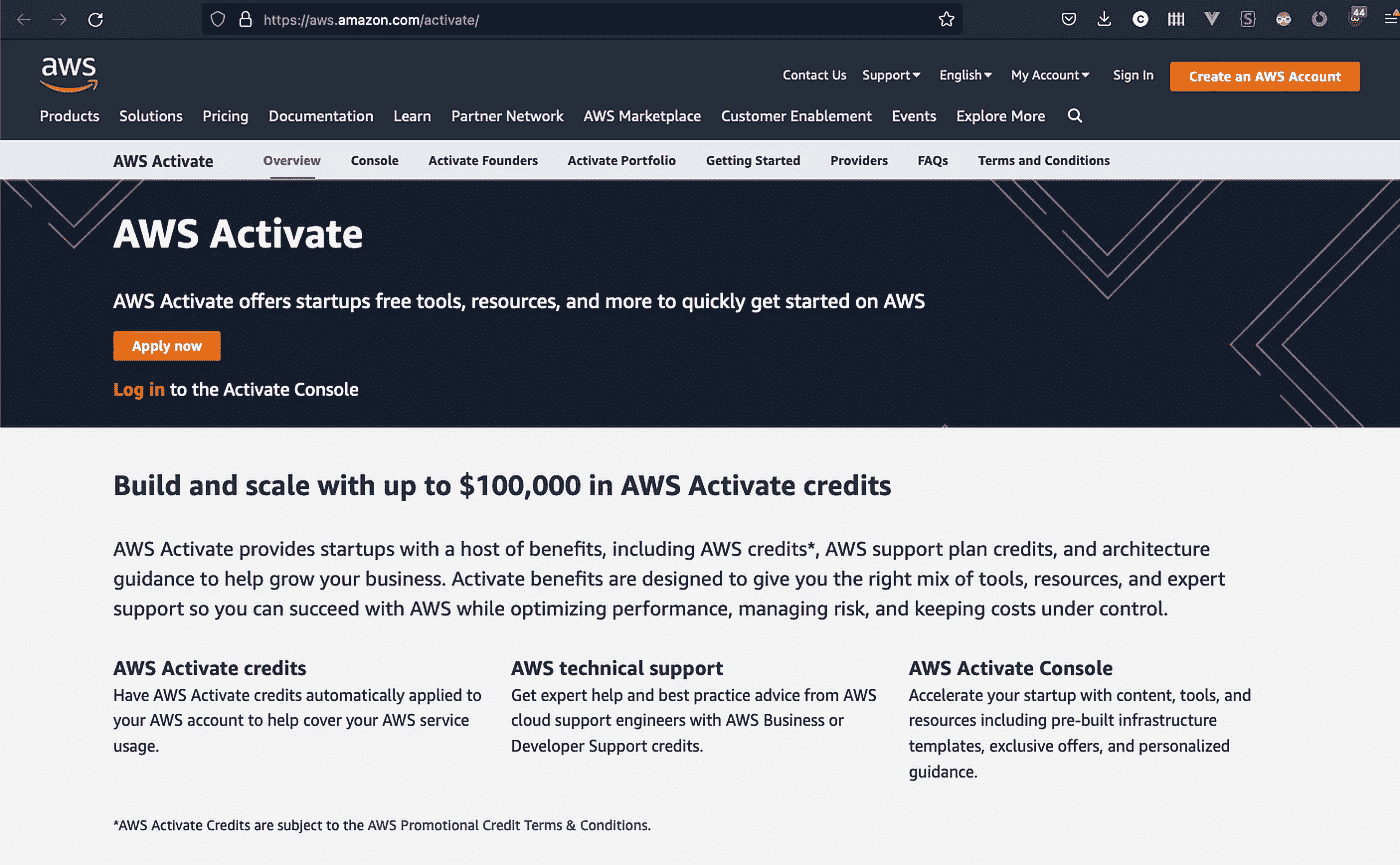 https://aws.amazon.com/activate/
44
aws
Contact Us Support English My Account Sign In Create an AWS Account
Products Solutions Pricing Documentation Learn Partner Network AWS Marketplace Customer Enablement Events Explore More
AWS Activate Overview Console Activate Founders Activate Portfolio Getting Started Providers FAQs Terms and Conditions
AWS Activate
AWS Activate offers startups free tools, resources, and more to quickly get started on AWS
Apply now
Log in to the Activate Console
Build and scale with up to $100,000 in AWS Activate credits
AWS Activate provides startups with a host of benefits, including AWS credits*, AWS support plan credits, and architecture
guidance to help grow your business. Activate benefits are designed to give you the right mix of tools, resources, and expert
support so you can succeed with AWS while optimizing performance, managing risk, and keeping costs under control.
AWS Activate credits
Have AWS Activate credits automatically applied to
your AWS account to help cover your AWS service
usage.
AWS technical support
Get expert help and best practice advice from AWS
cloud support engineers with AWS Business or
Developer Support credits.
AWS Activate Console
Accelerate your startup with content, tools, and
resources including pre-built infrastructure
templates, exclusive offers, and personalized
guidance.
*AWS Activate Credits are subject to the AWS Promotional Credit Terms & Conditions.